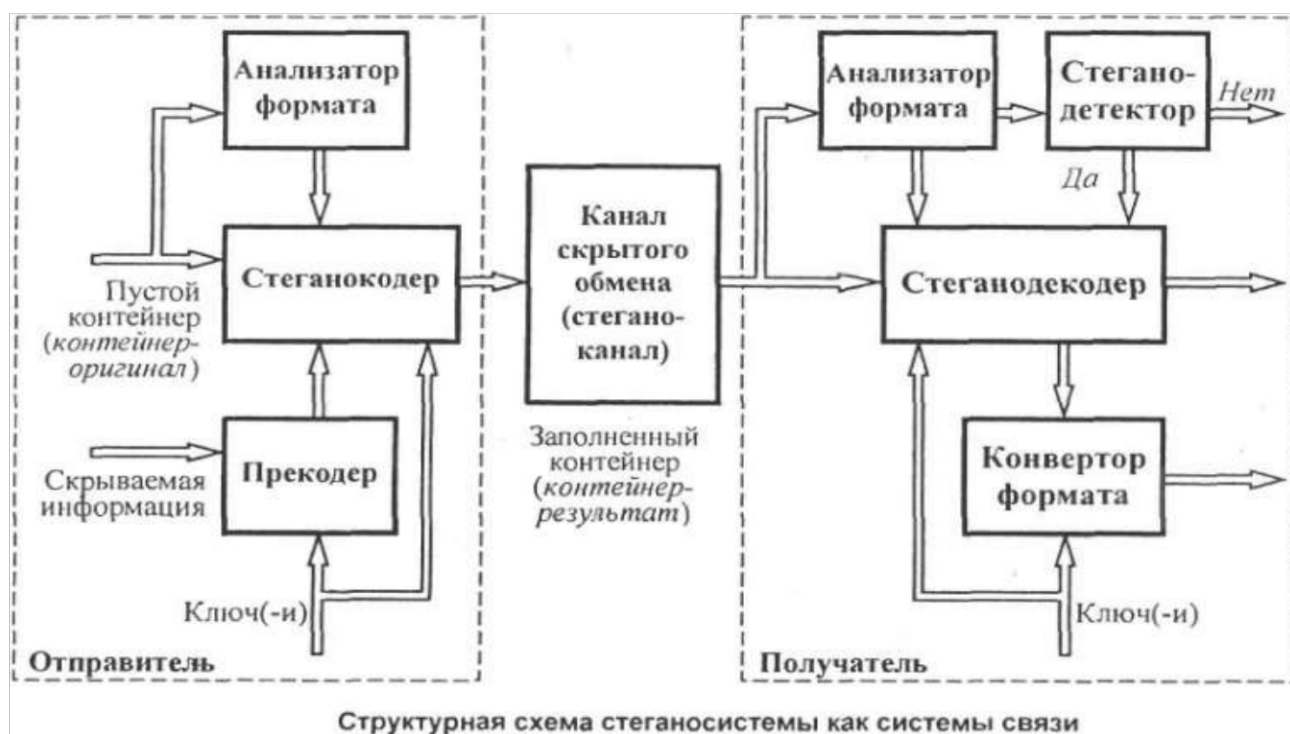 Анализатор
формата
Пустой
контейнер
(контейнер-
оригинал)
Стеганокодер
Скрываемая
информация
Прекодер
Ключ(-и)
Отправитель
Канал
скрытого
обмена
(стегано-
канал)
Заполненный
контейнер
(контейнер-
результат)
Анализатор
формата
Стегано-
детектор
Нет
Да
Стеганодекодер
Конвертор
формата
Ключ(-и)
Получатель
Структурная схема стеганосистемы как системы связи